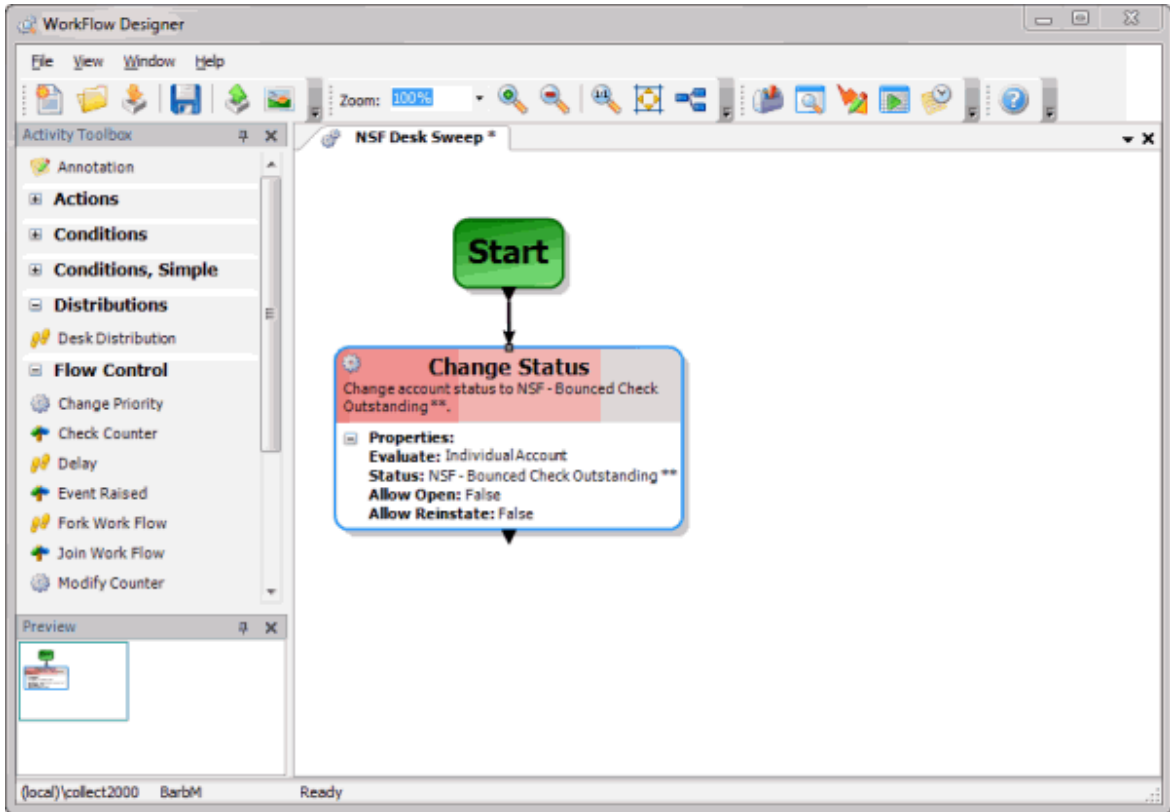 WorkFlow Designer
File View Window Help
Zoom: 100% 1:1
Activity Toolbox
NSF Desk Sweep *
Annotation
Actions
Conditions
Conditions, Simple
Distributions
Desk Distribution
Flow Control
Change Priority
Check Counter
Delay
Event Raised
Fork Work Flow
Join Work Flow
Modify Counter
Start
Change Status
Change account status to NSF - Bounced Check
Outstanding **.
Properties:
Evaluate: IndividualAccount
Status: NSF - Bounced Check Outstanding **
Allow Open: False
Allow Reinstate: False
Preview
(local)\collect2000 BarbM Ready